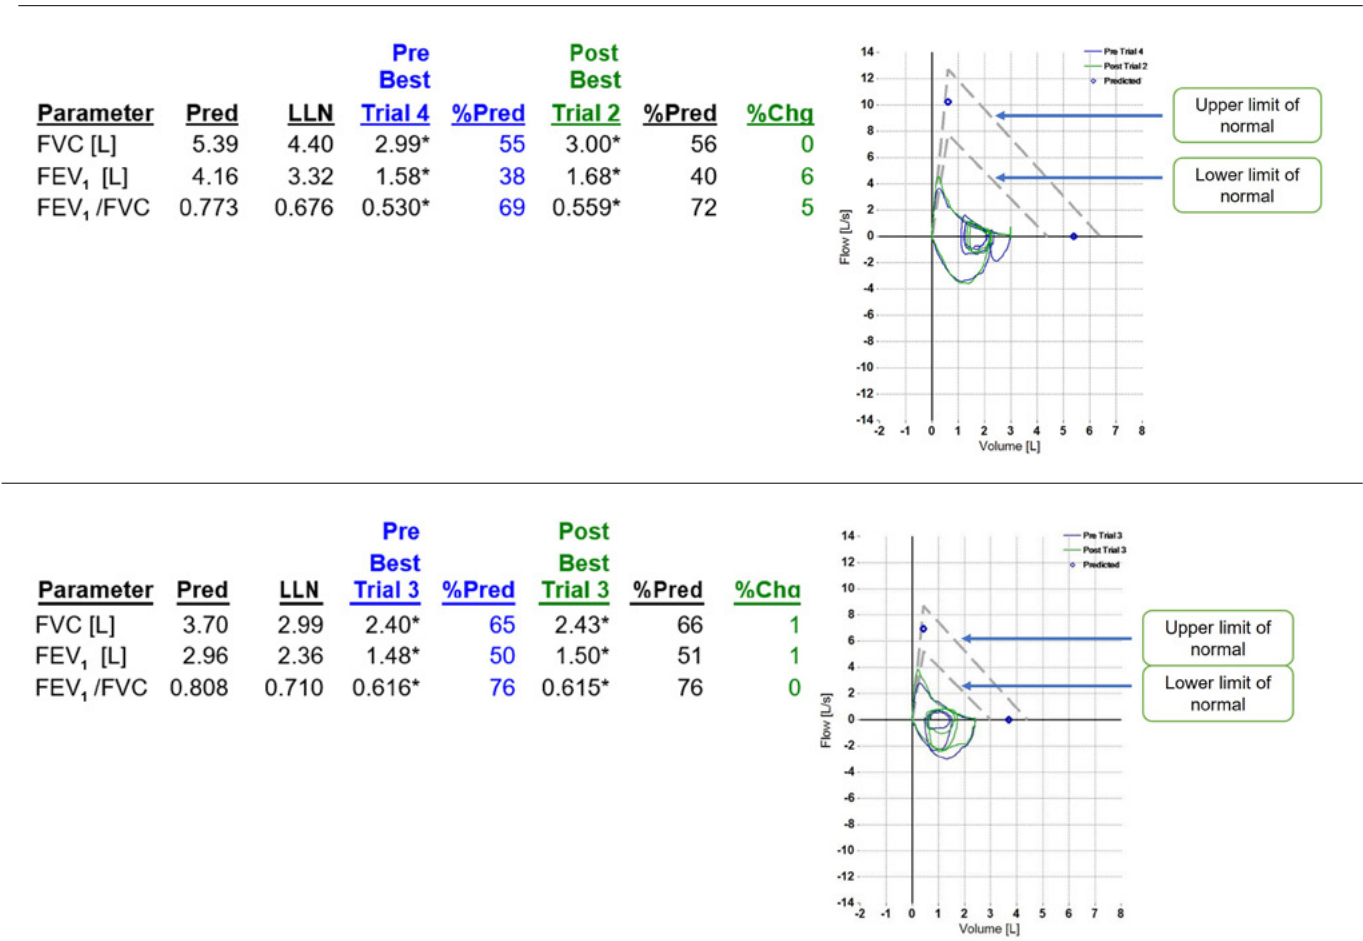 Pre Post
Best Best
Parameter Pred LLN Trial 4 %Pred Trial 2 %Pred %Chg
FVC [L] 5.39 4.40 2.99* 55 3.00* 56 0
FEV₁ [L] 4.16 3.32 1.58* 38 1.68* 40 6
FEV₁ /FVC 0.773 0.676 0.530* 69 0.559* 72 5
14
12
10
8
6
4
2
0
-2
-4
-6
-8
-10
-12
-14
Flow [L/s]
-2 -1 0 1 2 3 4 5 6 7 8
Volume [L]
Pre Trial 4
Post Trial 2
Predicted
Upper limit of
normal
Lower limit of
normal
Pre Post
Best Best
Parameter Pred LLN Trial 3 %Pred Trial 3 %Pred %Chg
FVC [L] 3.70 2.99 2.40* 65 2.43* 66 1
FEV₁ [L] 2.96 2.36 1.48* 50 1.50* 51 1
FEV₁ /FVC 0.808 0.710 0.616* 76 0.615* 76 0
14
12
10
8
6
4
2
0
-2
-4
-6
-8
-10
-12
-14
Flow [L/s]
-2 -1 0 1 2 3 4 5 6 7 8
Volume [L]
Pre Trial 3
Post Trial 3
Predicted
Upper limit of
normal
Lower limit of
normal